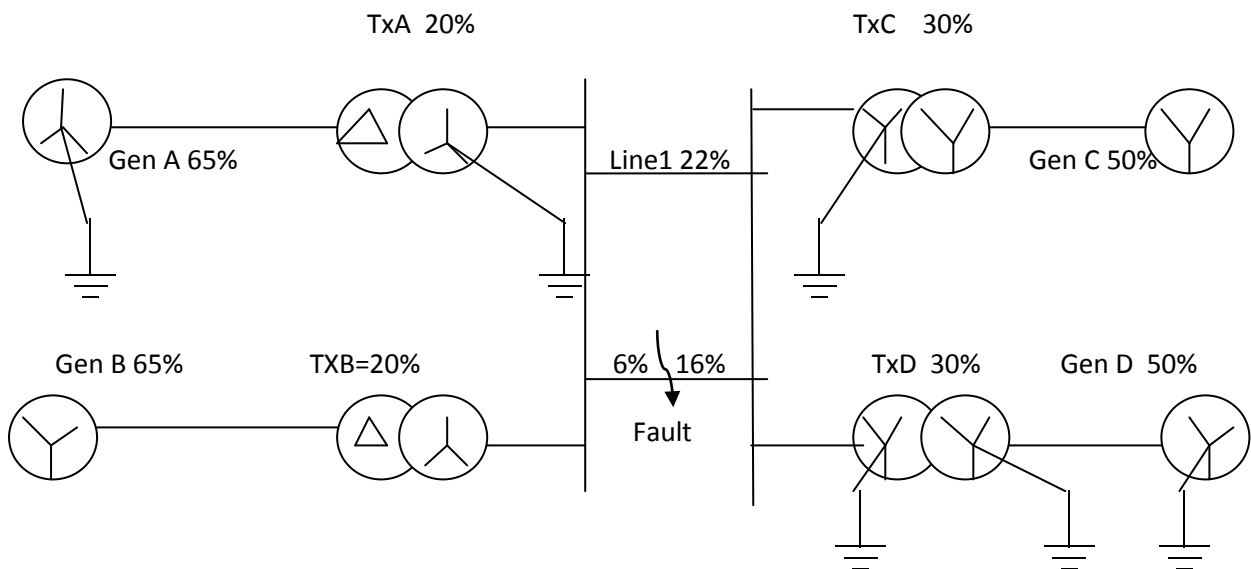 TxA 20%
TxC 30%
Gen A 65%
Line1 22%
Gen C 50%
Gen B 65%
TXB=20%
6%
16%
TxD 30%
Gen D 50%
Fault